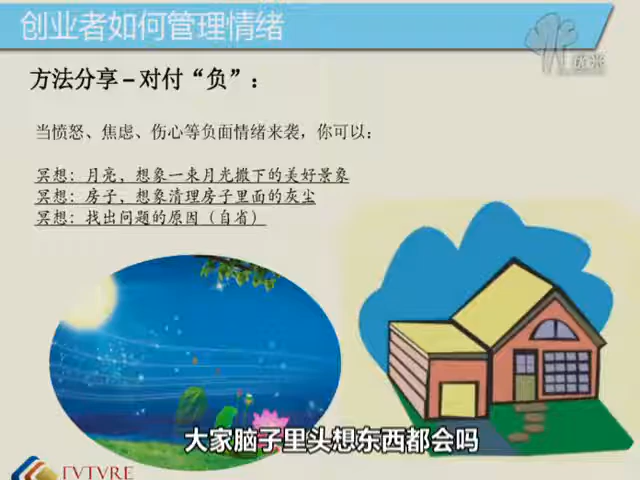 创业者如何管理情绪
方法分享－对付“负”：
当愤怒、焦虑、伤心等负面情绪来袭，你可以：
冥想：月亮，想象一束月光撒下的美好景象
冥想：房子，想象清理房子里面的灰尘
冥想：找出问题的原因（自省）
大家脑子里头想东西都会吗
FVTVRE